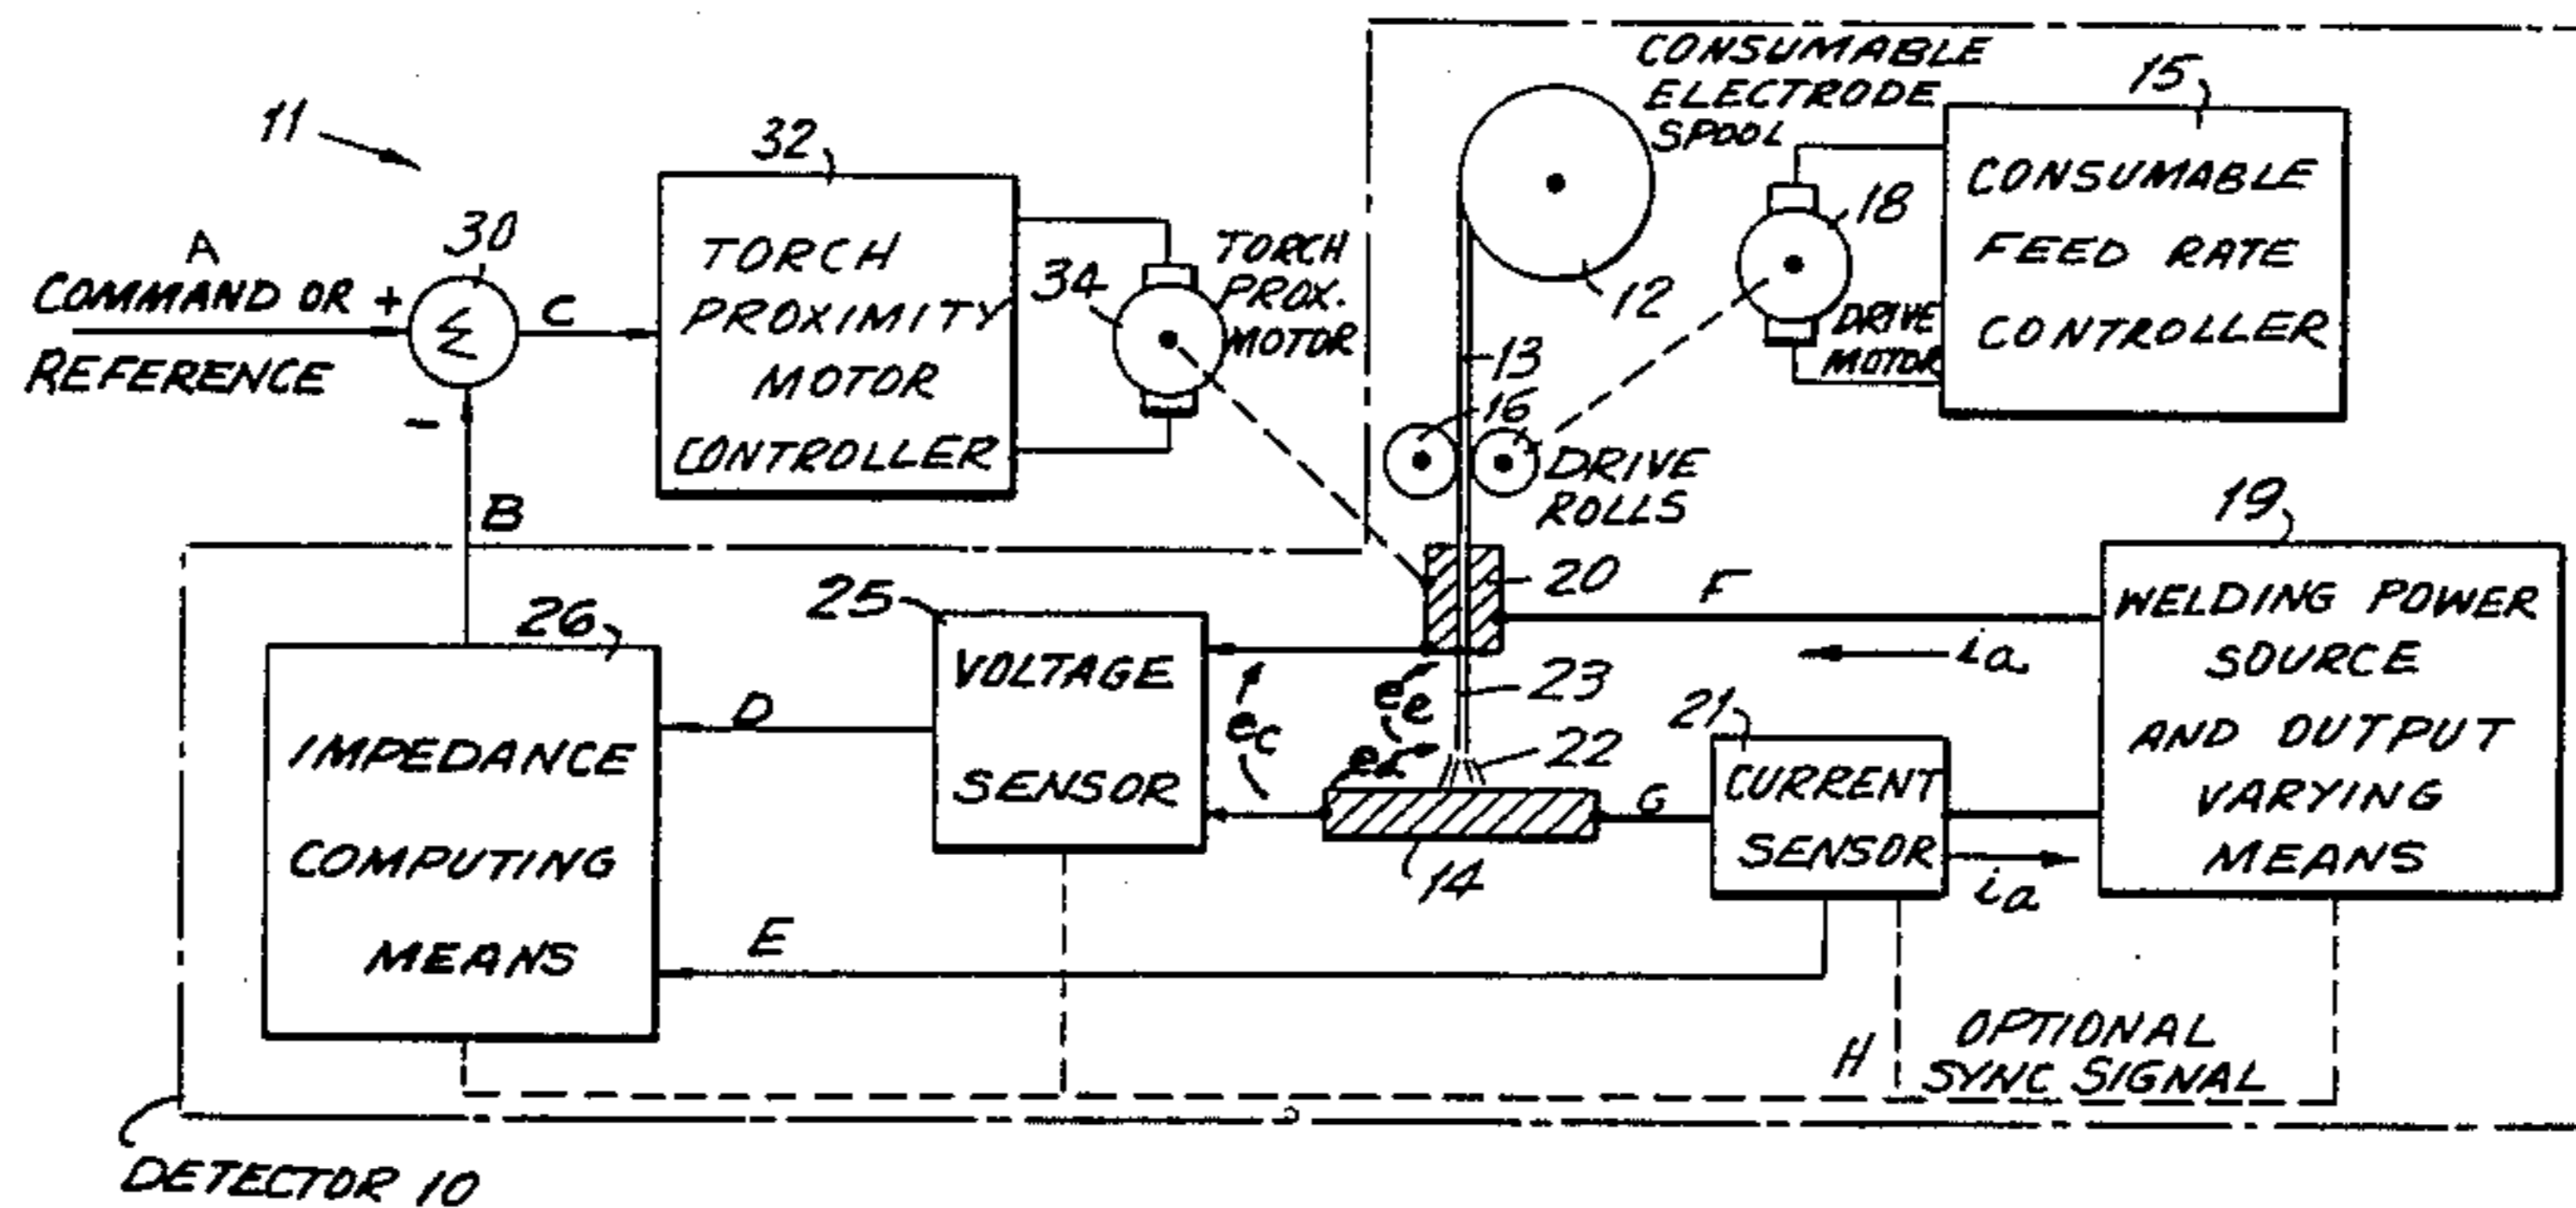 11
A
COMMAND OR +
REFERENCE
-
30
Σ
C
B
32
TORCH
PROXIMITY
MOTOR
CONTROLLER
34
TORCH
PROX.
MOTOR
CONSUMABLE
ELECTRODE
SPOOL
12
13
16
DRIVE
ROLLS
18
DRIVE
MOTOR
15
CONSUMABLE
FEED RATE
CONTROLLER
26
IMPEDANCE
COMPUTING
MEANS
D
E
25
VOLTAGE
SENSOR
ec
ee
ea
20
23
22
14
F
ia
G
21
CURRENT
SENSOR
ia
19
WELDING POWER
SOURCE
AND OUTPUT
VARYING
MEANS
H
OPTIONAL
SYNC SIGNAL
DETECTOR 10